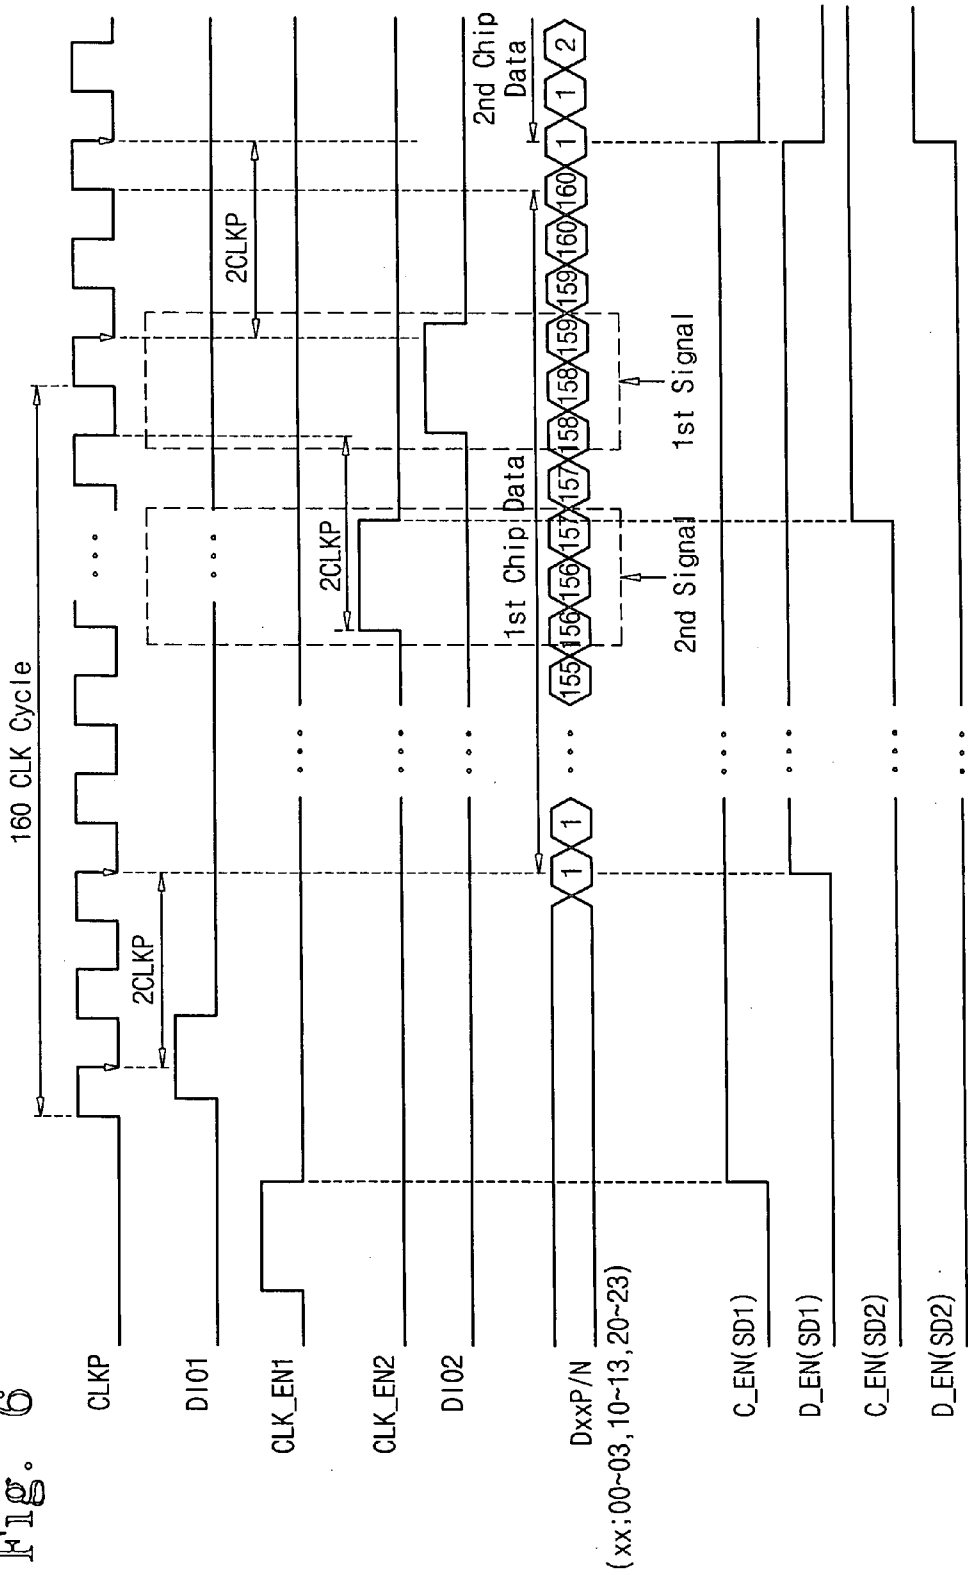 Fig. 6
160 CLK Cycle
CLKP
2CLKP
2CLKP
2CLKP
DIO1
CLK_EN1
CLK_EN2
DIO2
1st Chip Data
2nd Chip
Data
DxxP/N
(xx;00~03,10~13,20~23)
1 1 155 156 156 157 157 158 158 159 159 160 160 1 1 2
2nd Signal
1st Signal
C_EN(SD1)
D_EN(SD1)
C_EN(SD2)
D_EN(SD2)